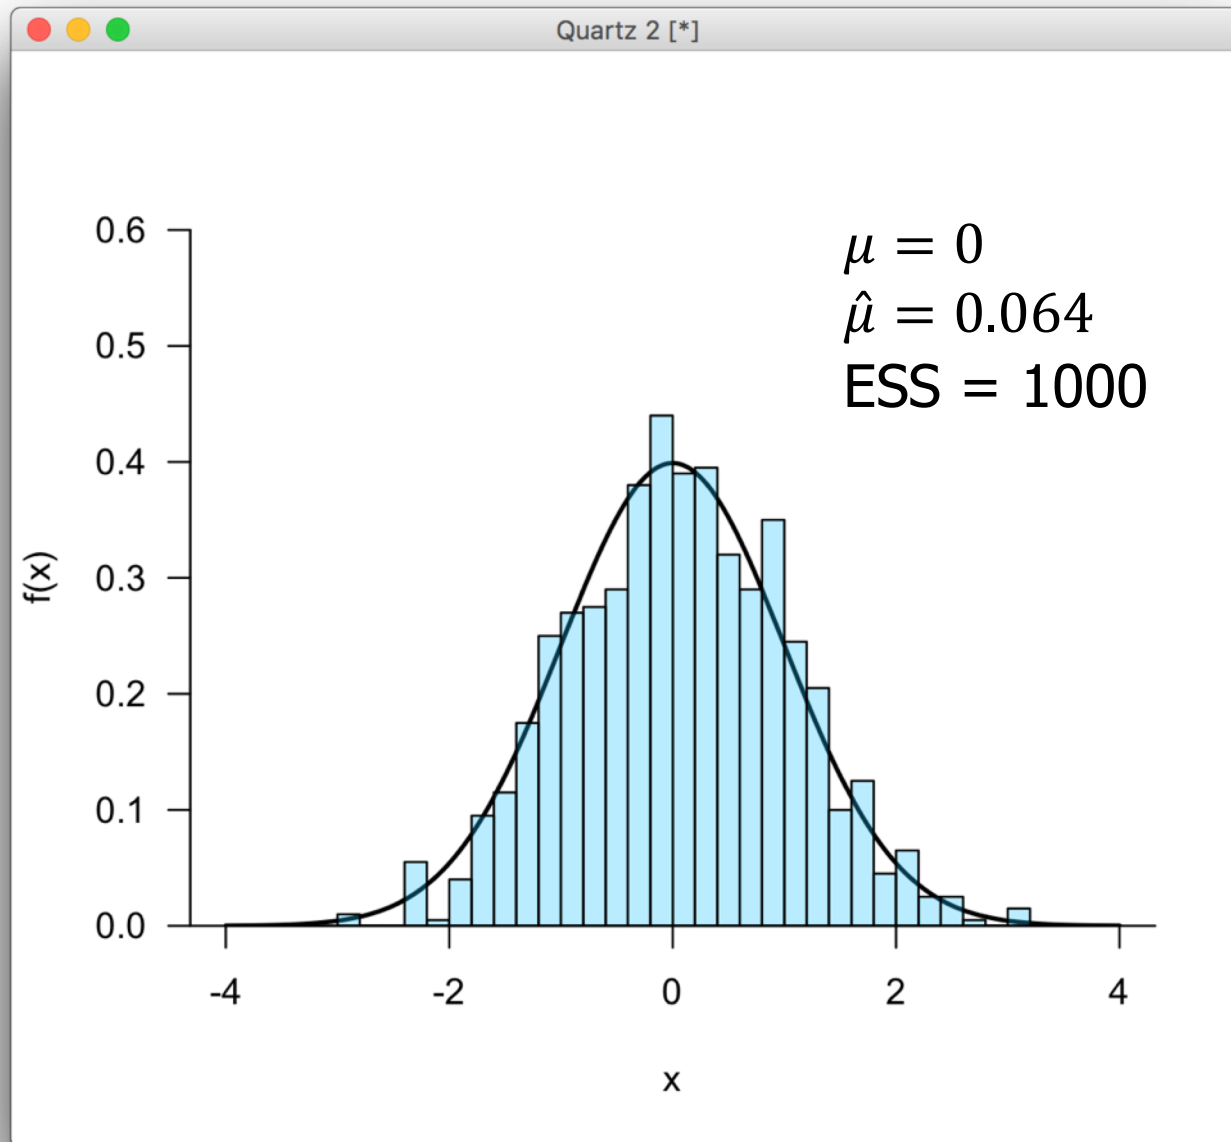 Quartz 2 [*]
μ = 0
μ̂ = 0.064
ESS = 1000
0.6
0.5
0.4
0.3
0.2
0.1
0.0
f(x)
-4 -2 0 2 4
x